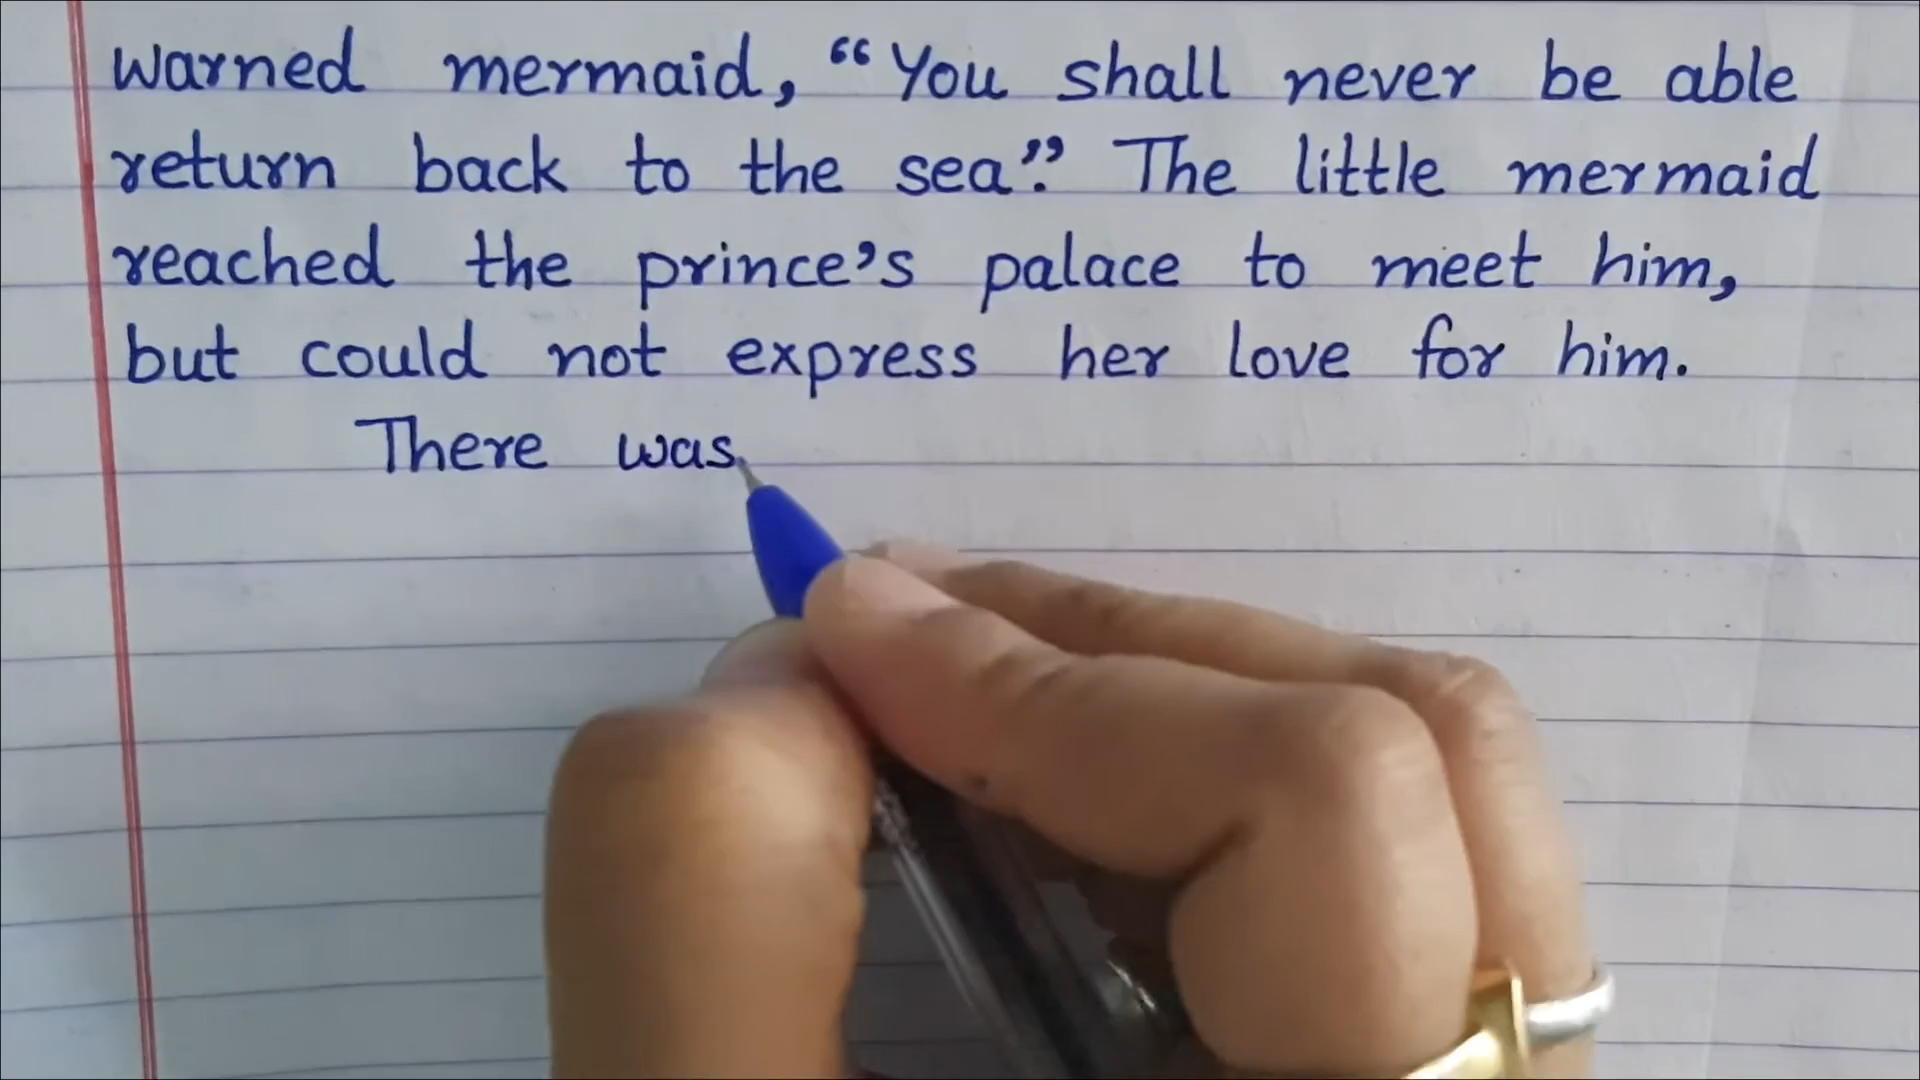 warned mermaid, “You shall never be able
return back to the sea”. The little mermaid
reached the prince’s palace to meet him,
but could not express her love for him.
There was